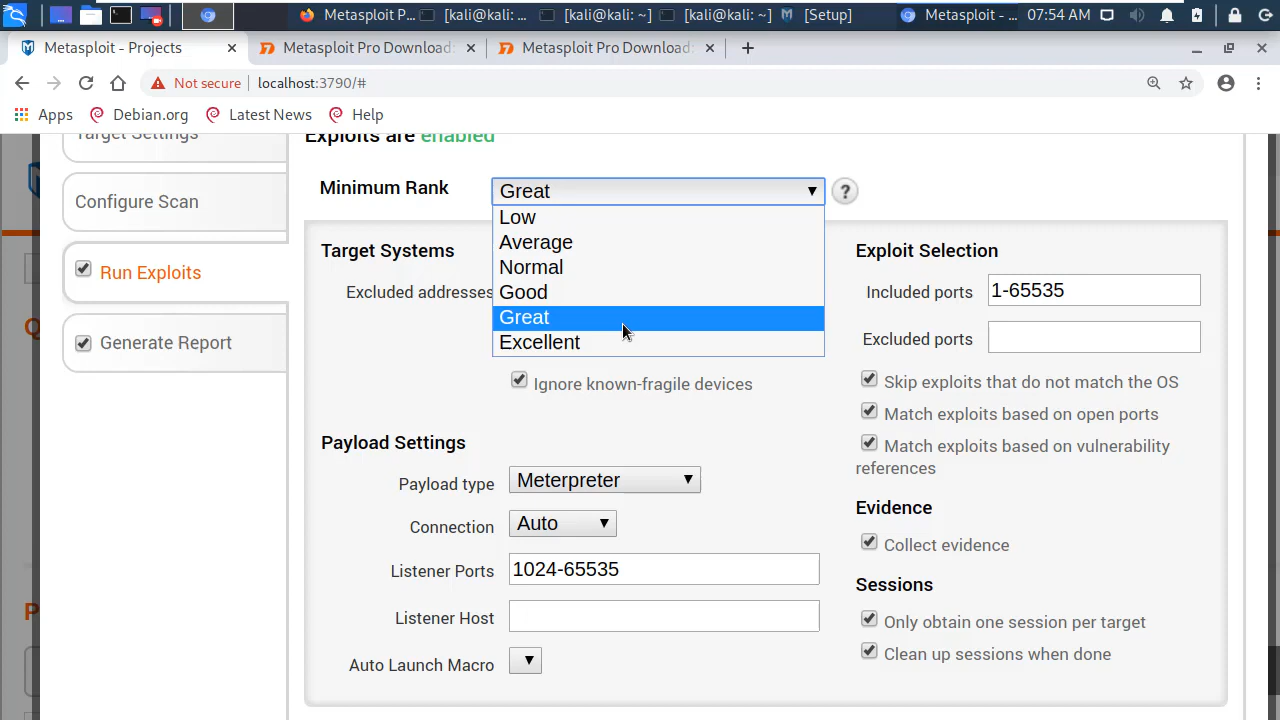 Metasploit P...
[kali@kali: ...
[kali@kali: ~]
[kali@kali: ~]
[Setup]
Metasploit - ...
07:54 AM
Metasploit - Projects
Metasploit Pro Download:
Metasploit Pro Download:
Not secure
localhost:3790/#
Apps
Debian.org
Latest News
Help
Target Settings
Exploits are enabled
Configure Scan
Run Exploits
Generate Report
Minimum Rank
Great
?
Low
Average
Normal
Good
Great
Excellent
Target Systems
Excluded addresses
Ignore known-fragile devices
Payload Settings
Payload type
Meterpreter
Connection
Auto
Listener Ports
1024-65535
Listener Host
Auto Launch Macro
Exploit Selection
Included ports
1-65535
Excluded ports
Skip exploits that do not match the OS
Match exploits based on open ports
Match exploits based on vulnerability
references
Evidence
Collect evidence
Sessions
Only obtain one session per target
Clean up sessions when done